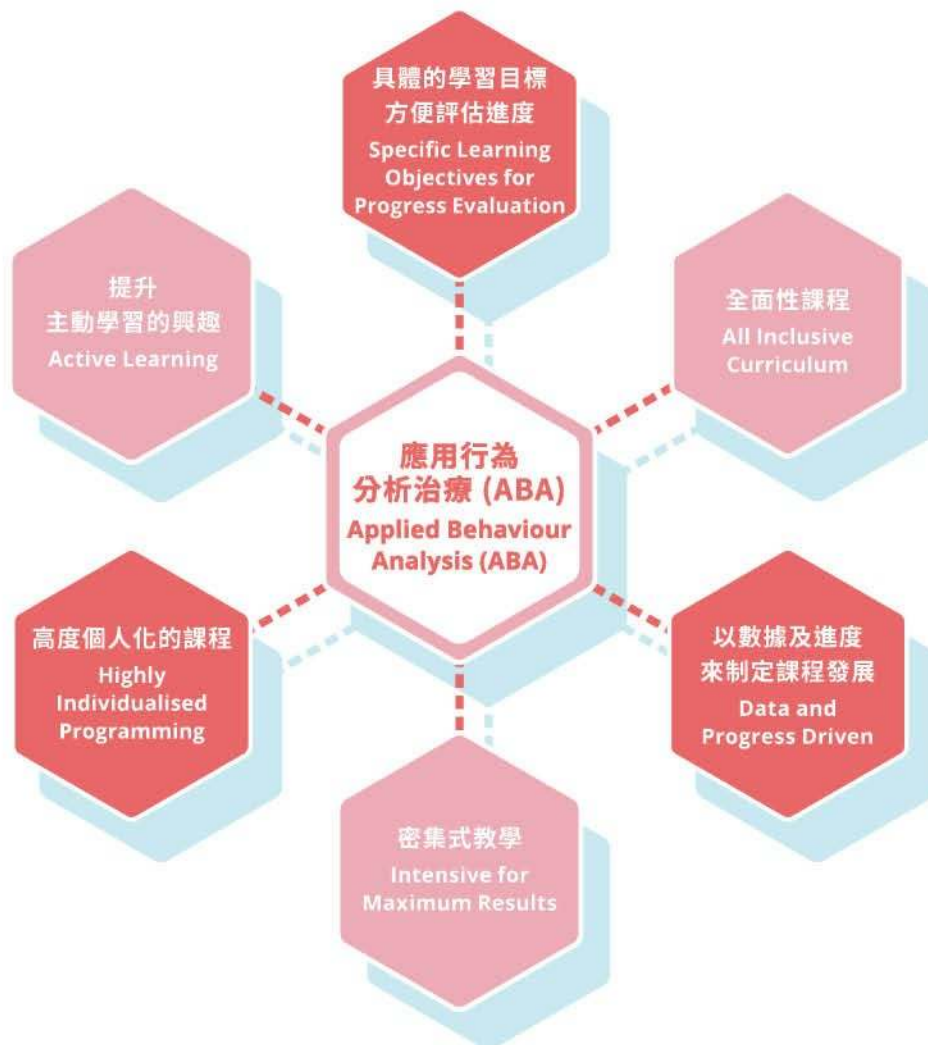 具體的學習目標
方便評估進度
Specific Learning
Objectives for
Progress Evaluation
提升
主動學習的興趣
Active Learning
全面性課程
All Inclusive
Curriculum
應用行為
分析治療 (ABA)
Applied Behaviour
Analysis (ABA)
高度個人化的課程
Highly
Individualised
Programming
以數據及進度
來制定課程發展
Data and
Progress Driven
密集式教學
Intensive for
Maximum Results